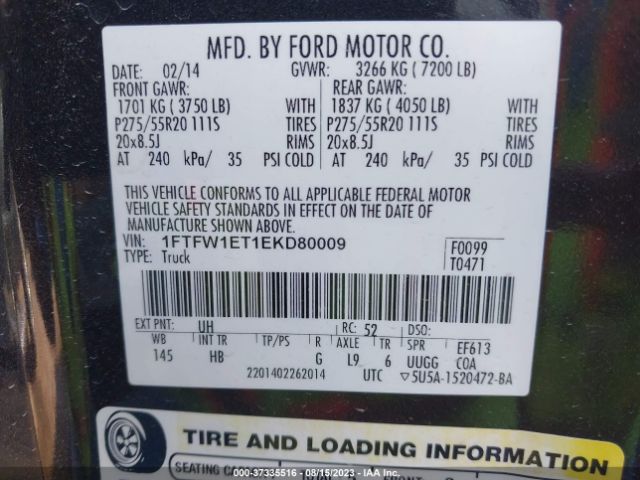 MFD. BY FORD MOTOR CO.
DATE: 02/14 GVWR: 3266 KG ( 7200 LB)
FRONT GAWR: REAR GAWR:
1701 KG ( 3750 LB) WITH 1837 KG ( 4050 LB) WITH
P275/55R20 111S TIRES P275/55R20 111S TIRES
20x8.5J RIMS 20x8.5J RIMS
AT 240 kPa/ 35 PSI COLD AT 240 kPa/ 35 PSI COLD
THIS VEHICLE CONFORMS TO ALL APPLICABLE FEDERAL MOTOR
VEHICLE SAFETY STANDARDS IN EFFECT ON THE DATE OF
MANUFACTURE SHOWN ABOVE.
VIN: 1FTFW1ET1EKD80009 F0099
TYPE: Truck T0471
EXT PNT: UH RC: 52 DSO:
WB INT TR TP/PS R AXLE TR SPR EF613
145 HB G L9 6 UUGG COA
2201402262014 UTC ▽5U5A-1520472-BA
TIRE AND LOADING INFORMATION
SEATING
000-37335516 - 08/15/2023 - IAA Inc.